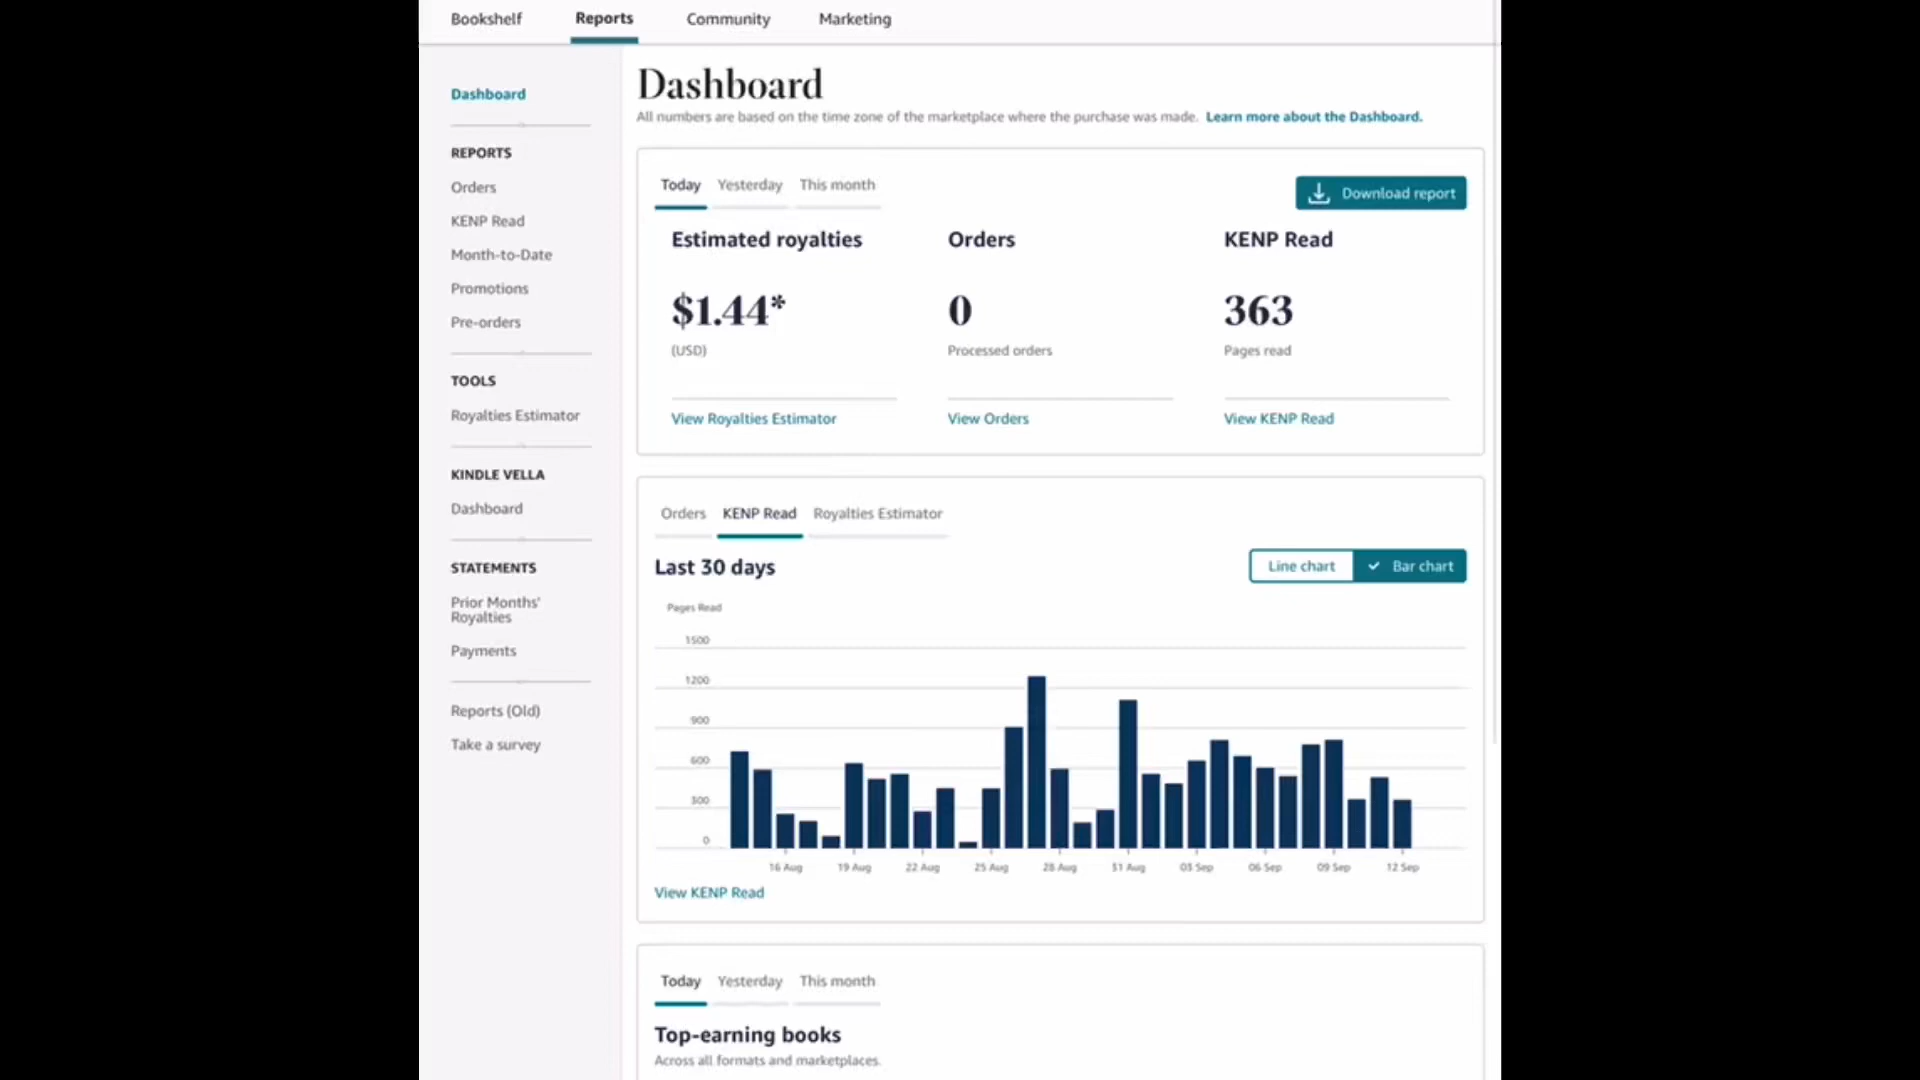 Bookshelf Reports Community Marketing
Dashboard
REPORTS
Orders
KENP Read
Month-to-Date
Promotions
Pre-orders
TOOLS
Royalties Estimator
KINDLE VELLA
Dashboard
STATEMENTS
Prior Months'
Royalties
Payments
Reports (Old)
Take a survey
Dashboard
All numbers are based on the time zone of the marketplace where the purchase was made. Learn more about the Dashboard.
Today Yesterday This month
Download report
Estimated royalties Orders KENP Read
$1.44* 0 363
(USD) Processed orders Pages read
View Royalties Estimator View Orders View KENP Read
Orders KENP Read Royalties Estimator
Last 30 days
Line chart Bar chart
Pages Read
1500
1200
900
600
300
0
16 Aug 19 Aug 22 Aug 25 Aug 28 Aug 31 Aug 03 Sep 06 Sep 09 Sep 12 Sep
View KENP Read
Today Yesterday This month
Top-earning books
Across all formats and marketplaces.